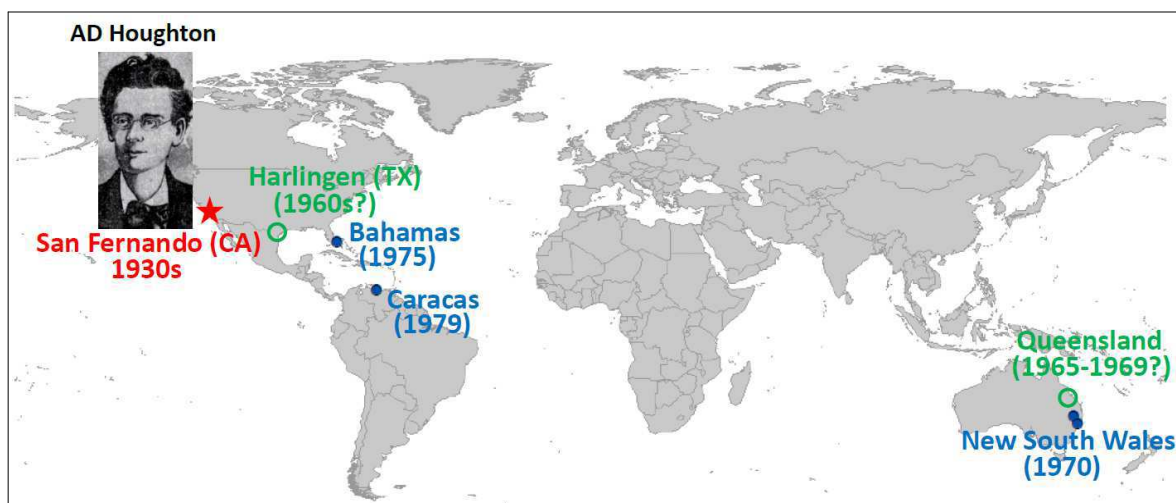 AD Houghton
Harlingen (TX)
(1960s?)
San Fernando (CA)
1930s
Bahamas
(1975)
Caracas
(1979)
Queensland
(1965-1969?)
New South Wales
(1970)